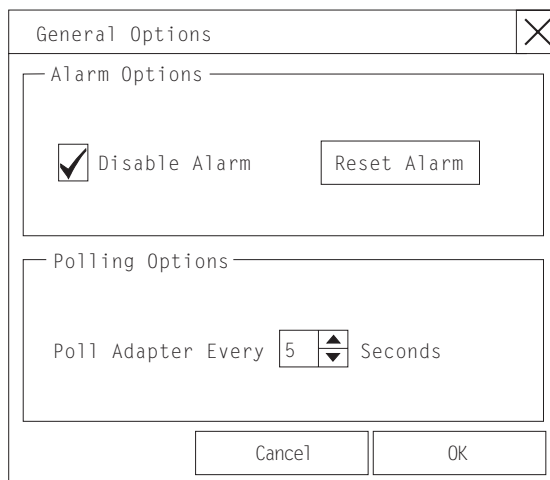 General Options
Alarm Options
Disable Alarm
Reset Alarm
Polling Options
Poll Adapter Every 5 Seconds
Cancel
OK